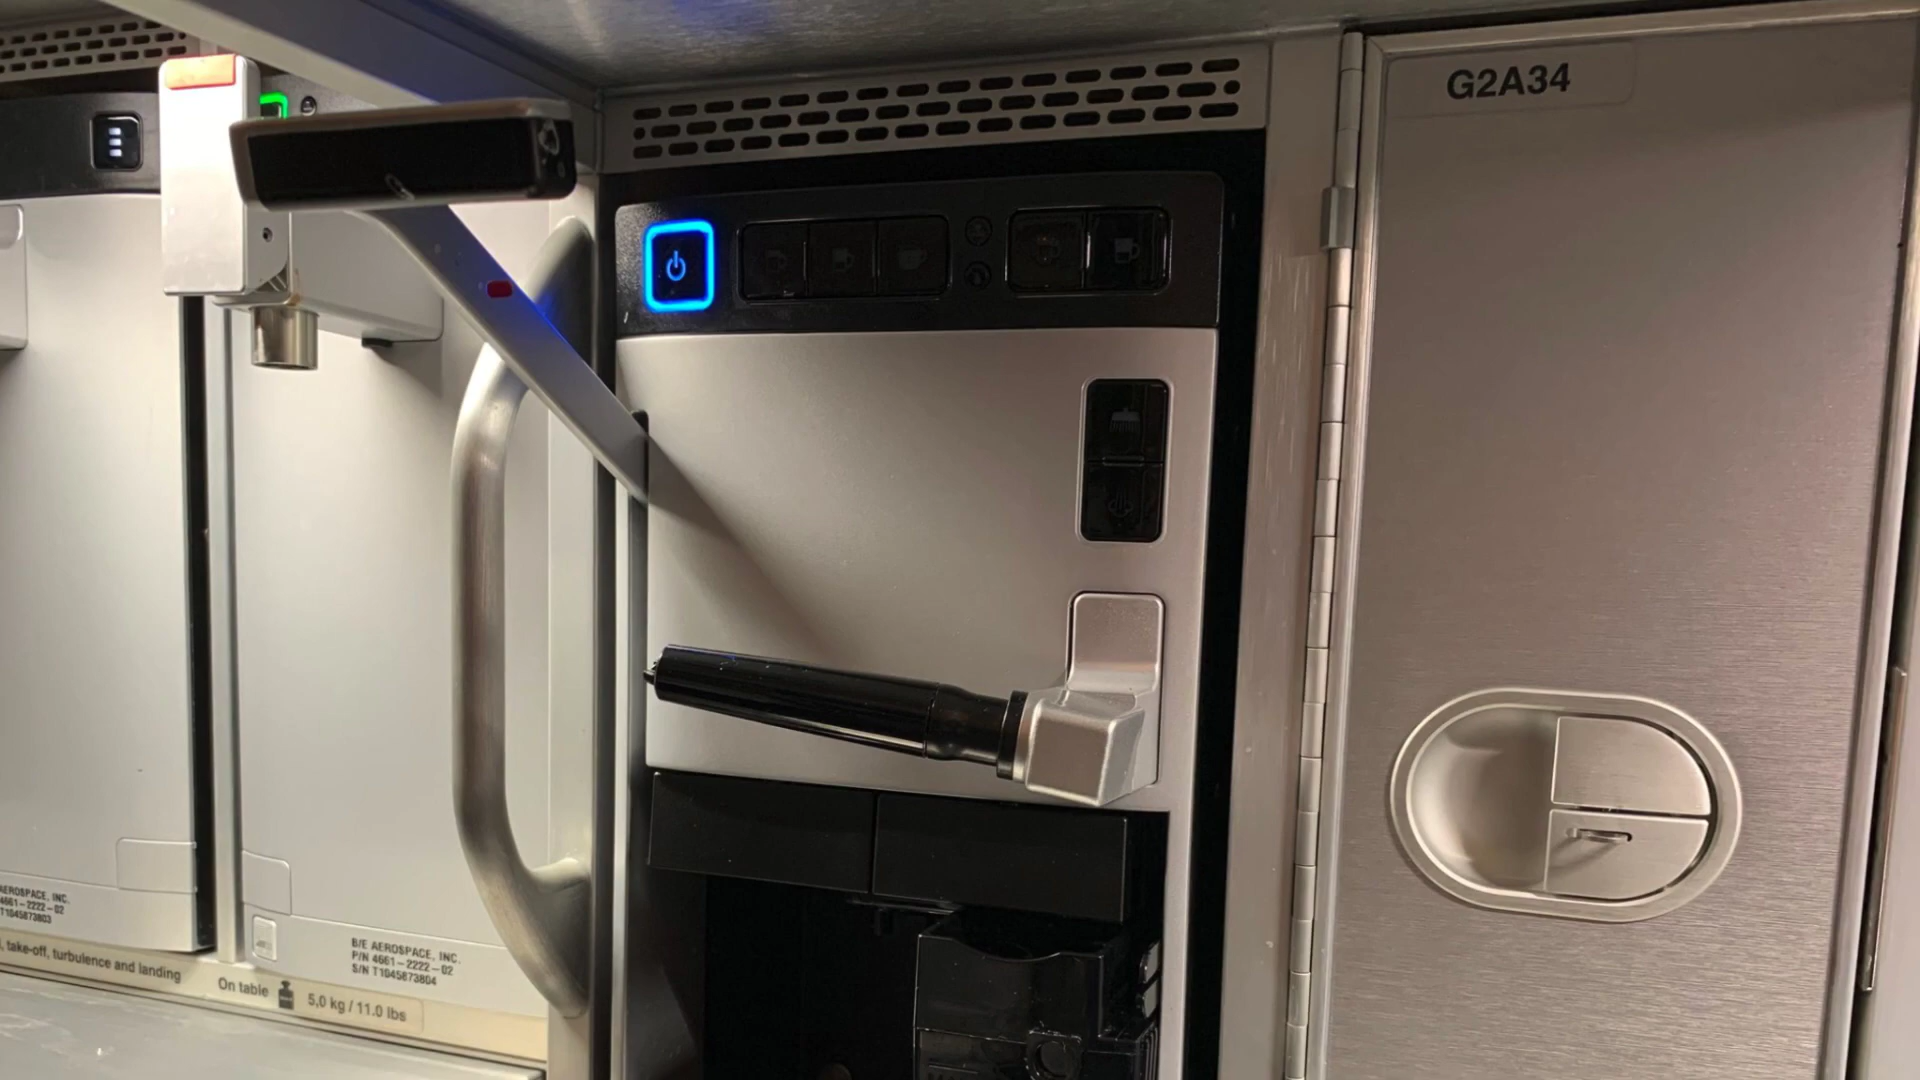 G2A34
AEROSPACE, INC.
4661-2222-02
T1045873803
, take-off, turbulence and landing
B/E AEROSPACE, INC.
P/N 4661-2222-02
S/N T1045873804
On table
5,0 kg / 11.0 lbs